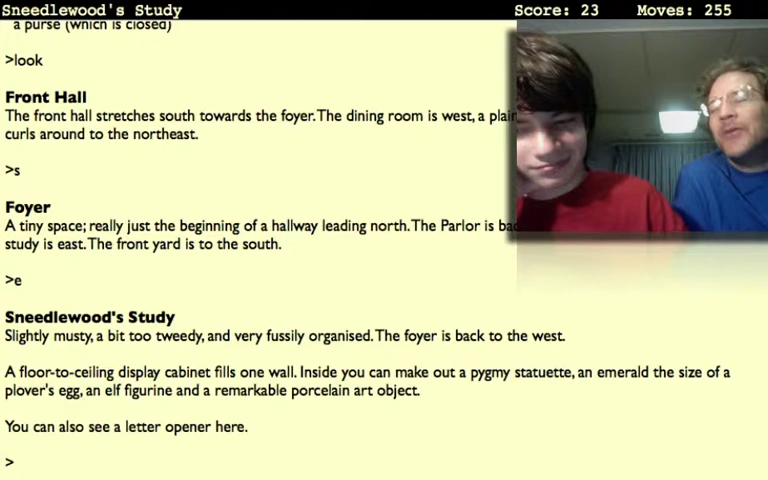 Sneedlewood's Study Score: 23 Moves: 255
a purse (which is closed)
>look
Front Hall
The front hall stretches south towards the foyer. The dining room is west, a plain
curls around to the northeast.
>s
Foyer
A tiny space; really just the beginning of a hallway leading north. The Parlor is
study is east. The front yard is to the south.
>e
Sneedlewood's Study
Slightly musty, a bit too tweedy, and very fussily organised. The foyer is back to the west.
A floor-to-ceiling display cabinet fills one wall. Inside you can make out a pygmy statuette, an emerald the size of a
plover's egg, an elf figurine and a remarkable porcelain art object.
You can also see a letter opener here.
>